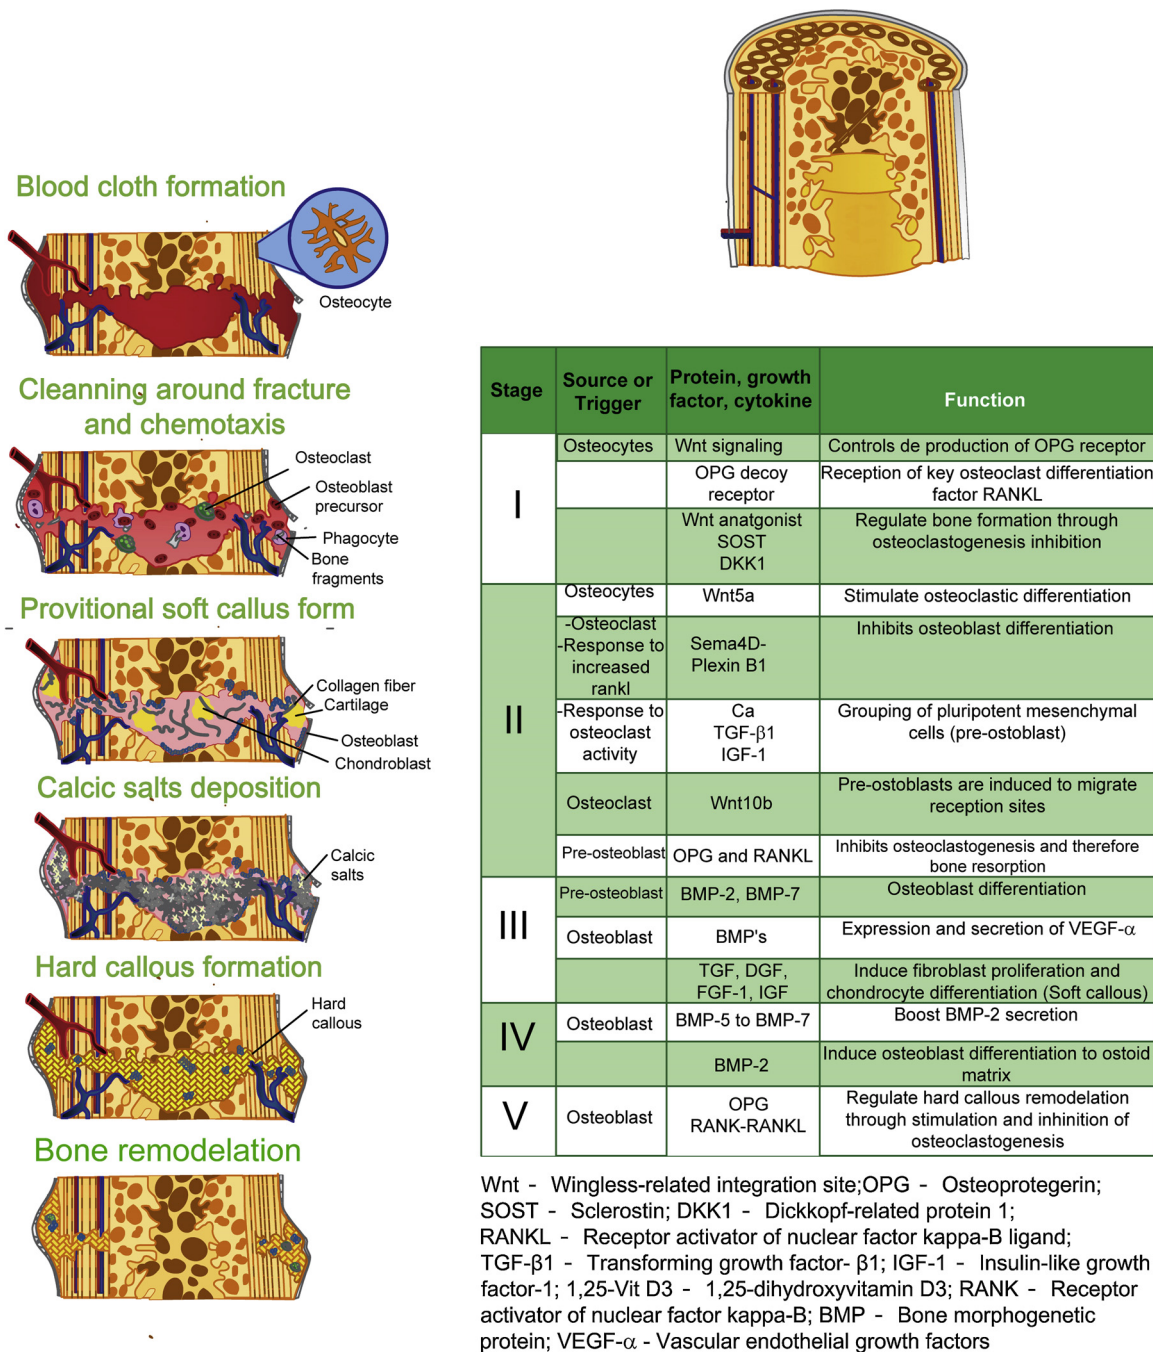 Blood cloth formation
Osteocyte
Cleanning around fracture
and chemotaxis
Osteoclast
Osteoblast
precursor
Phagocyte
Bone
fragments
Provitional soft callus form
Collagen fiber
Cartilage
Osteoblast
Chondroblast
Calcic salts deposition
Calcic
salts
Hard callous formation
Hard
callous
Bone remodelation
Stage
Source or
Trigger
Protein, growth
factor, cytokine
Function
I
Osteocytes
Wnt signaling
Controls de production of OPG receptor
OPG decoy
receptor
Reception of key osteoclast differentiation
factor RANKL
Wnt anatgonist
SOST
DKK1
Regulate bone formation through
osteoclastogenesis inhibition
II
Osteocytes
Wnt5a
Stimulate osteoclastic differentiation
-Osteoclast
-Response to
increased
rankl
Sema4D-
Plexin B1
Inhibits osteoblast differentiation
-Response to
osteoclast
activity
Ca
TGF-β1
IGF-1
Grouping of pluripotent mesenchymal
cells (pre-ostoblast)
Osteoclast
Wnt10b
Pre-ostoblasts are induced to migrate
reception sites
Pre-osteoblast
OPG and RANKL
Inhibits osteoclastogenesis and therefore
bone resorption
III
Pre-osteoblast
BMP-2, BMP-7
Osteoblast differentiation
Osteoblast
BMP's
Expression and secretion of VEGF-α
TGF, DGF,
FGF-1, IGF
Induce fibroblast proliferation and
chondrocyte differentiation (Soft callous)
IV
Osteoblast
BMP-5 to BMP-7
Boost BMP-2 secretion
BMP-2
Induce osteoblast differentiation to ostoid
matrix
V
Osteoblast
OPG
RANK-RANKL
Regulate hard callous remodelation
through stimulation and inhinition of
osteoclastogenesis
Wnt - Wingless-related integration site;OPG - Osteoprotegerin;
SOST - Sclerostin; DKK1 - Dickkopf-related protein 1;
RANKL - Receptor activator of nuclear factor kappa-B ligand;
TGF-β1 - Transforming growth factor- β1; IGF-1 - Insulin-like growth
factor-1; 1,25-Vit D3 - 1,25-dihydroxyvitamin D3; RANK - Receptor
activator of nuclear factor kappa-B; BMP - Bone morphogenetic
protein; VEGF-α - Vascular endothelial growth factors